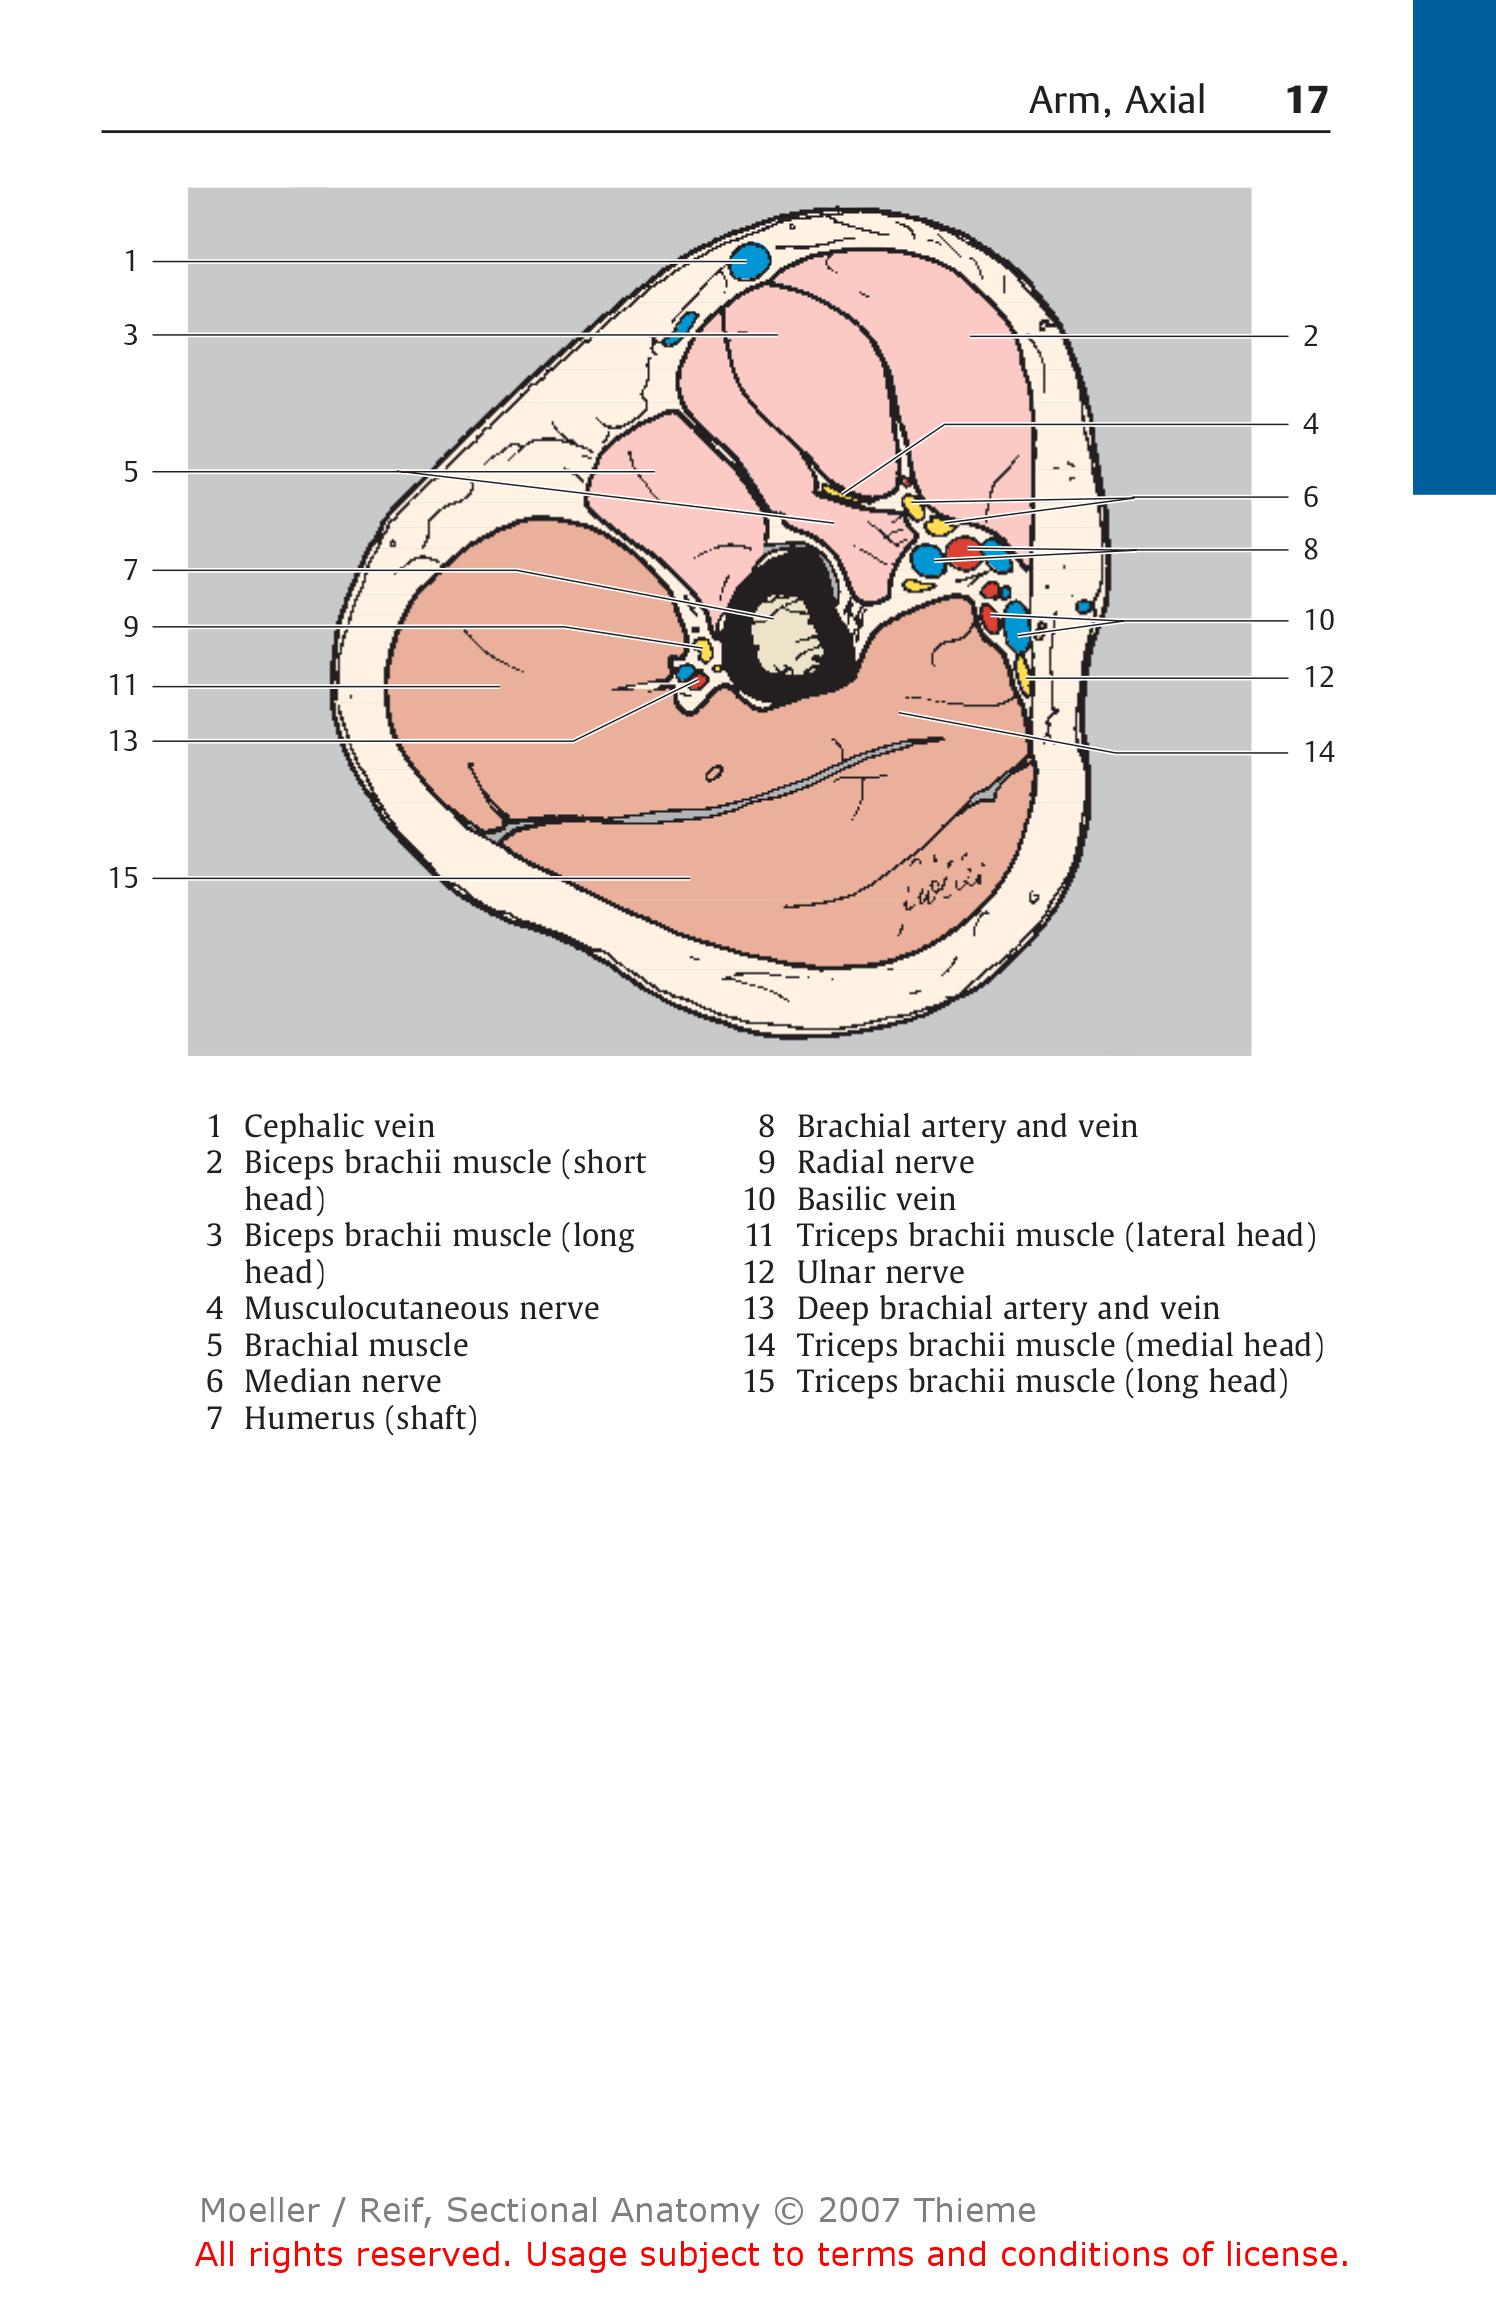 Arm, Axial 17
1
3
2
4
5
6
8
7
9
10
11
12
13
14
15
1 Cephalic vein
2 Biceps brachii muscle (short
head)
3 Biceps brachii muscle (long
head)
4 Musculocutaneous nerve
5 Brachial muscle
6 Median nerve
7 Humerus (shaft)
8 Brachial artery and vein
9 Radial nerve
10 Basilic vein
11 Triceps brachii muscle (lateral head)
12 Ulnar nerve
13 Deep brachial artery and vein
14 Triceps brachii muscle (medial head)
15 Triceps brachii muscle (long head)
Moeller / Reif, Sectional Anatomy © 2007 Thieme
All rights reserved. Usage subject to terms and conditions of license.